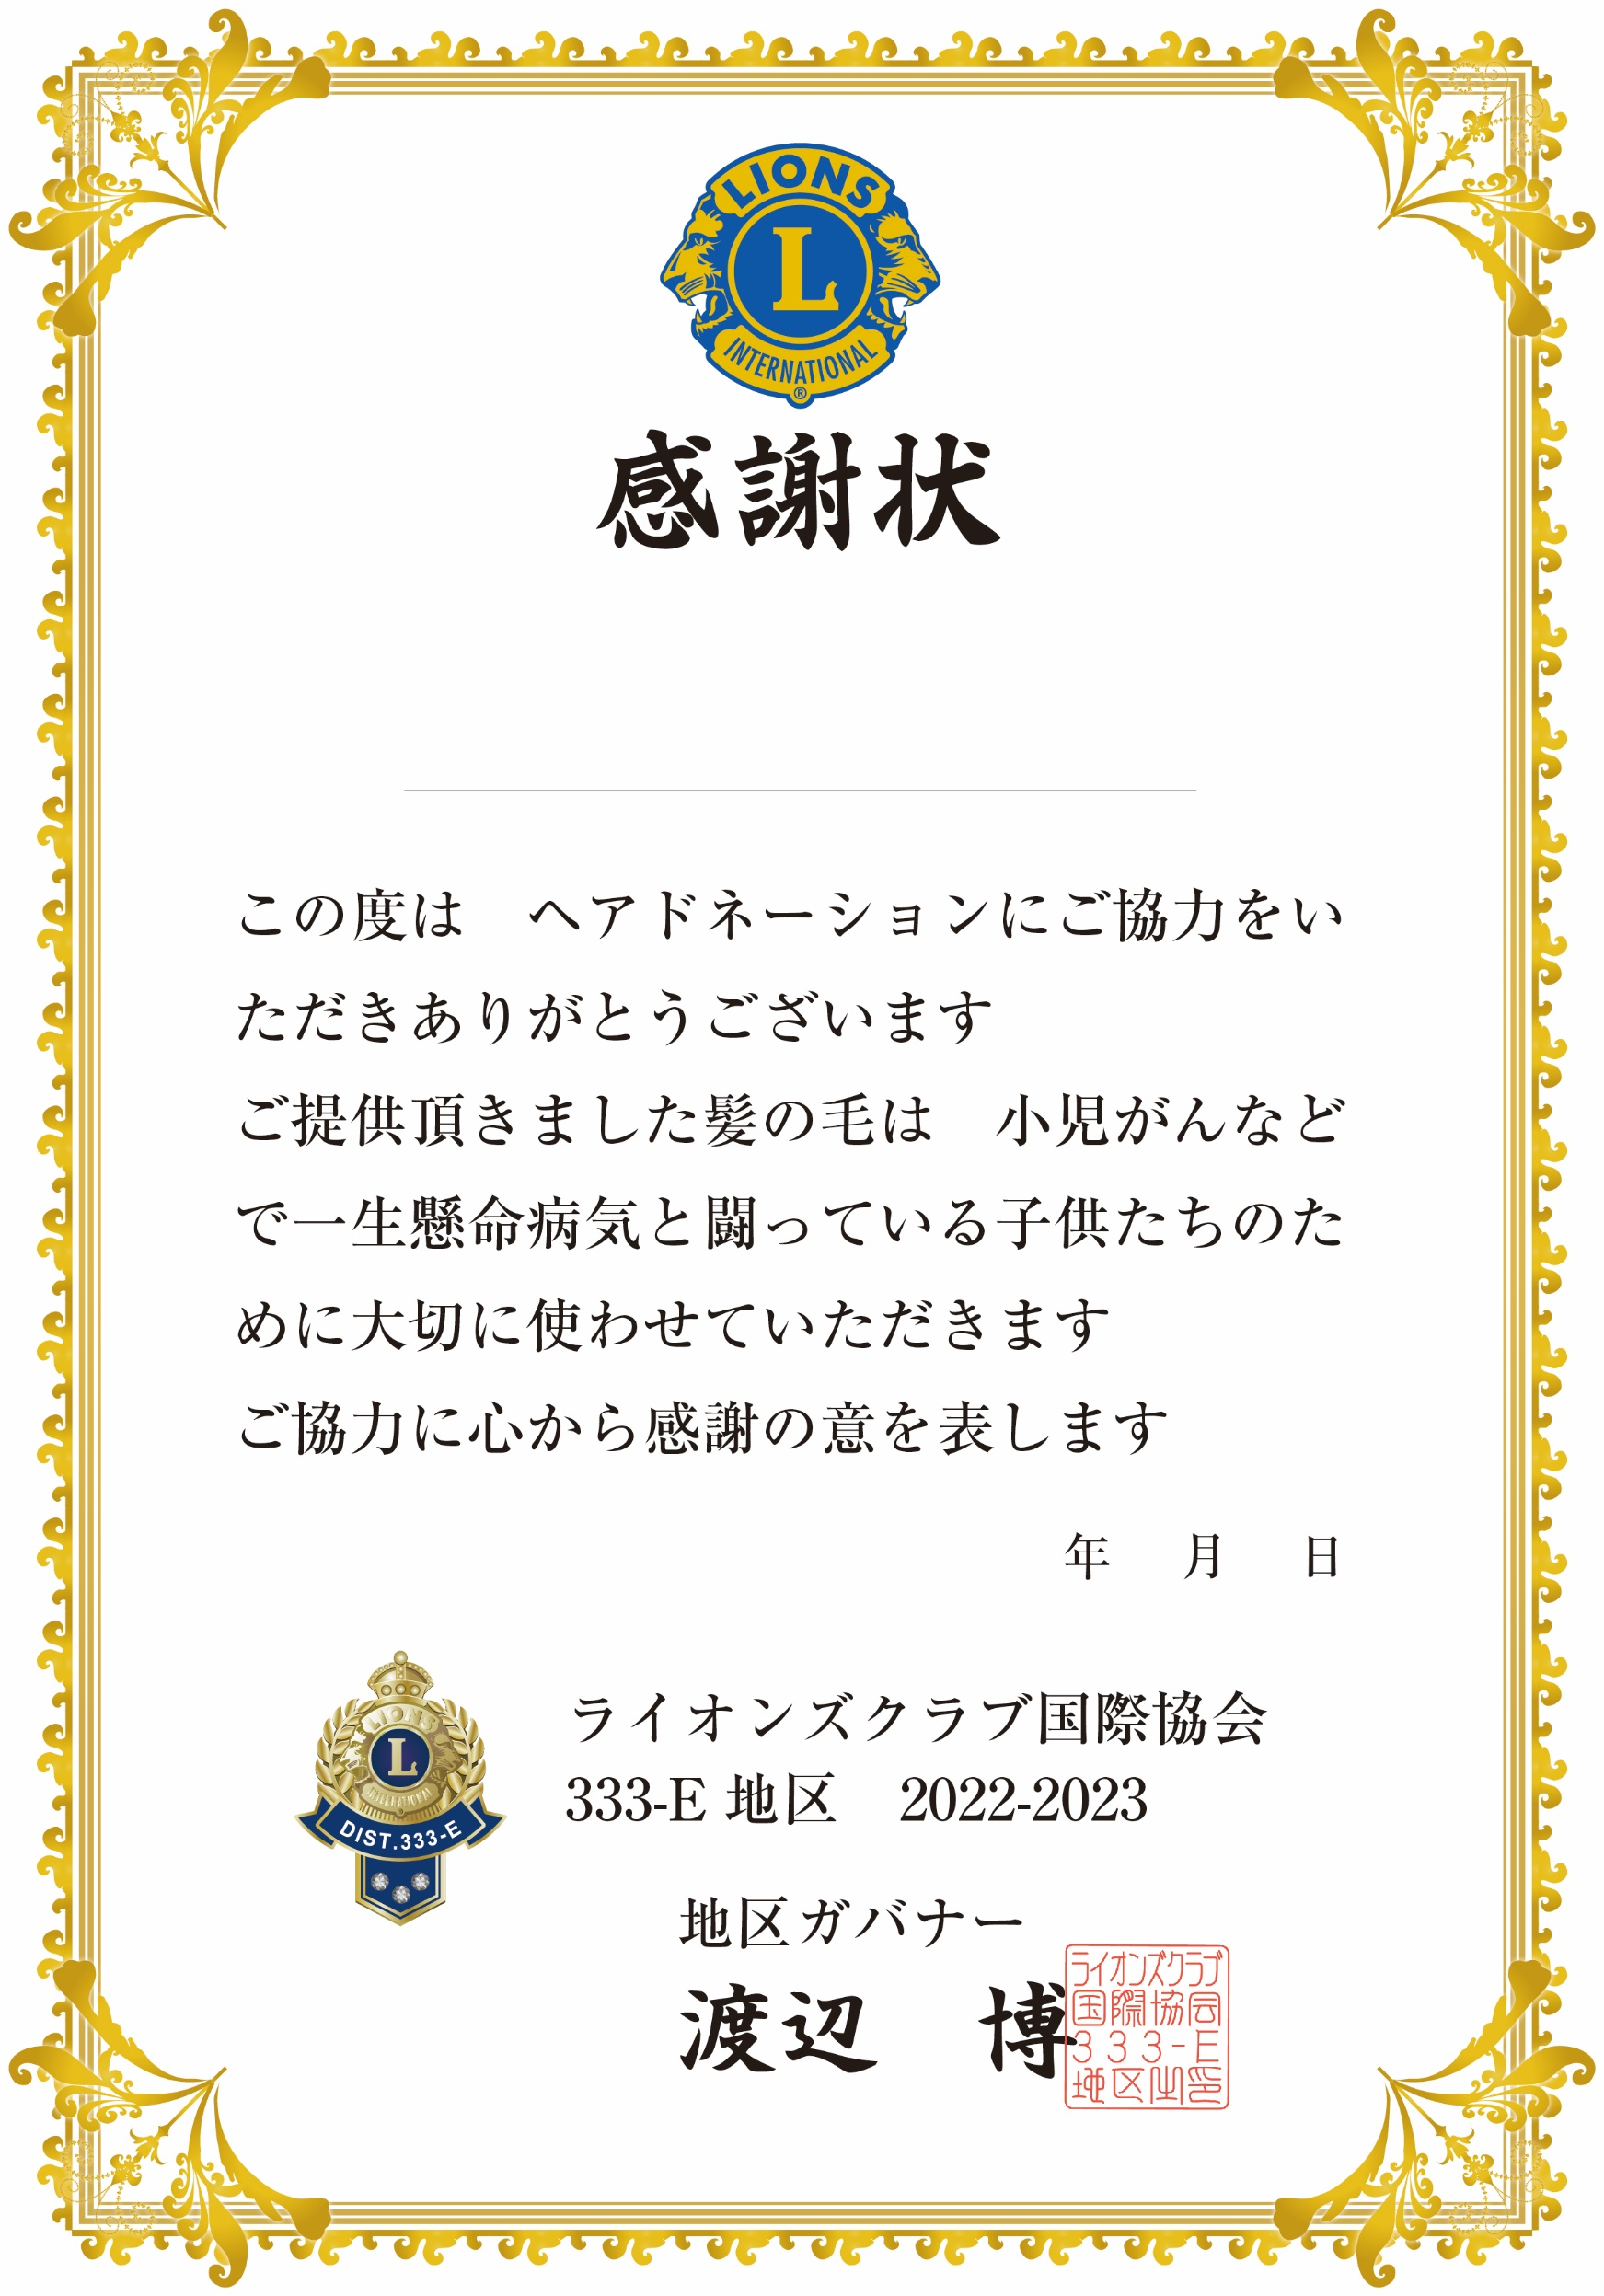 LIONS
L
INTERNATIONAL
®
感謝状
この度は　ヘアドネーションにご協力をい
ただきありがとうございます
ご提供頂きました髪の毛は　小児がんなど
で一生懸命病気と闘っている子供たちのた
めに大切に使わせていただきます
ご協力に心から感謝の意を表します
年　月　日
LIONS
L
INTERNATIONAL
DIST.333-E
ライオンズクラブ国際協会
333-E 地区　2022-2023
地区ガバナー
渡辺　博
ライオンズクラブ
国際協会
333-E
地区之印